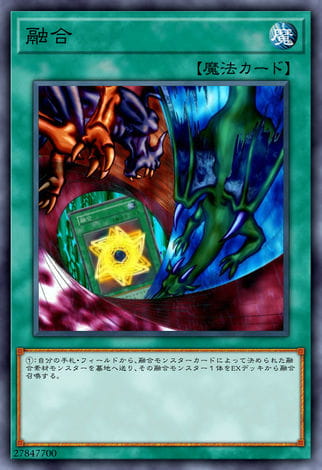 融合
魔
【魔法カード】
融合
①：自分の手札・フィールドから、融合モンスターカードによって決められた融
合素材モンスターを墓地へ送り、その融合モンスター１体をEXデッキから融合
召喚する。
27847700